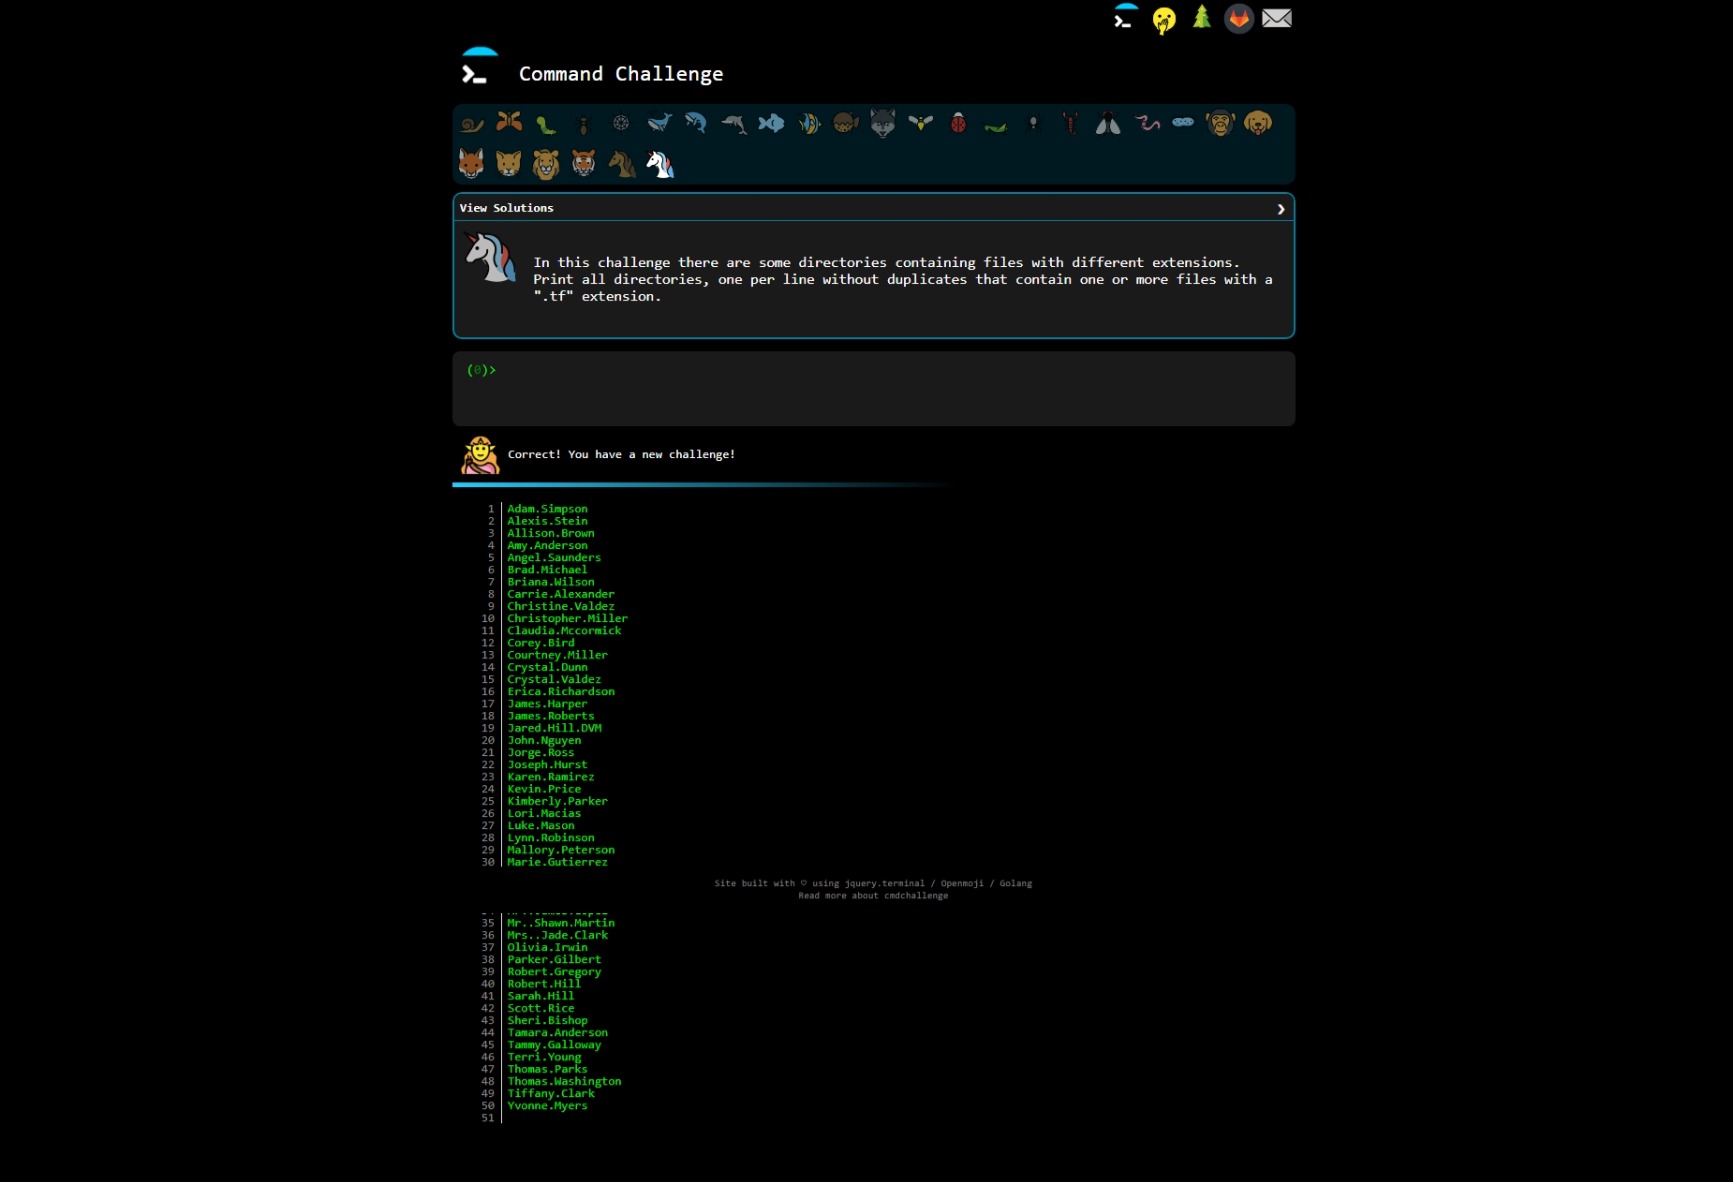 Command Challenge
View Solutions
In this challenge there are some directories containing files with different extensions.
Print all directories, one per line without duplicates that contain one or more files with a
".tf" extension.
(0)>
Correct! You have a new challenge!
1 Adam.Simpson
2 Alexis.Stein
3 Allison.Brown
4 Amy.Anderson
5 Angel.Saunders
6 Brad.Michael
7 Briana.Wilson
8 Carrie.Alexander
9 Christine.Valdez
10 Christopher.Miller
11 Claudia.Mccormick
12 Corey.Bird
13 Courtney.Miller
14 Crystal.Dunn
15 Crystal.Valdez
16 Erica.Richardson
17 James.Harper
18 James.Roberts
19 Jared.Hill.DVM
20 John.Nguyen
21 Jorge.Ross
22 Joseph.Hurst
23 Karen.Ramirez
24 Kevin.Price
25 Kimberly.Parker
26 Lori.Macias
27 Luke.Mason
28 Lynn.Robinson
29 Mallory.Peterson
30 Marie.Gutierrez
Site built with ♡ using jquery.terminal / Openmoji / Golang
Read more about cmdchallenge
35 Mr..Shawn.Martin
36 Mrs..Jade.Clark
37 Olivia.Irwin
38 Parker.Gilbert
39 Robert.Gregory
40 Robert.Hill
41 Sarah.Hill
42 Scott.Rice
43 Sheri.Bishop
44 Tamara.Anderson
45 Tammy.Galloway
46 Terri.Young
47 Thomas.Parks
48 Thomas.Washington
49 Tiffany.Clark
50 Yvonne.Myers
51